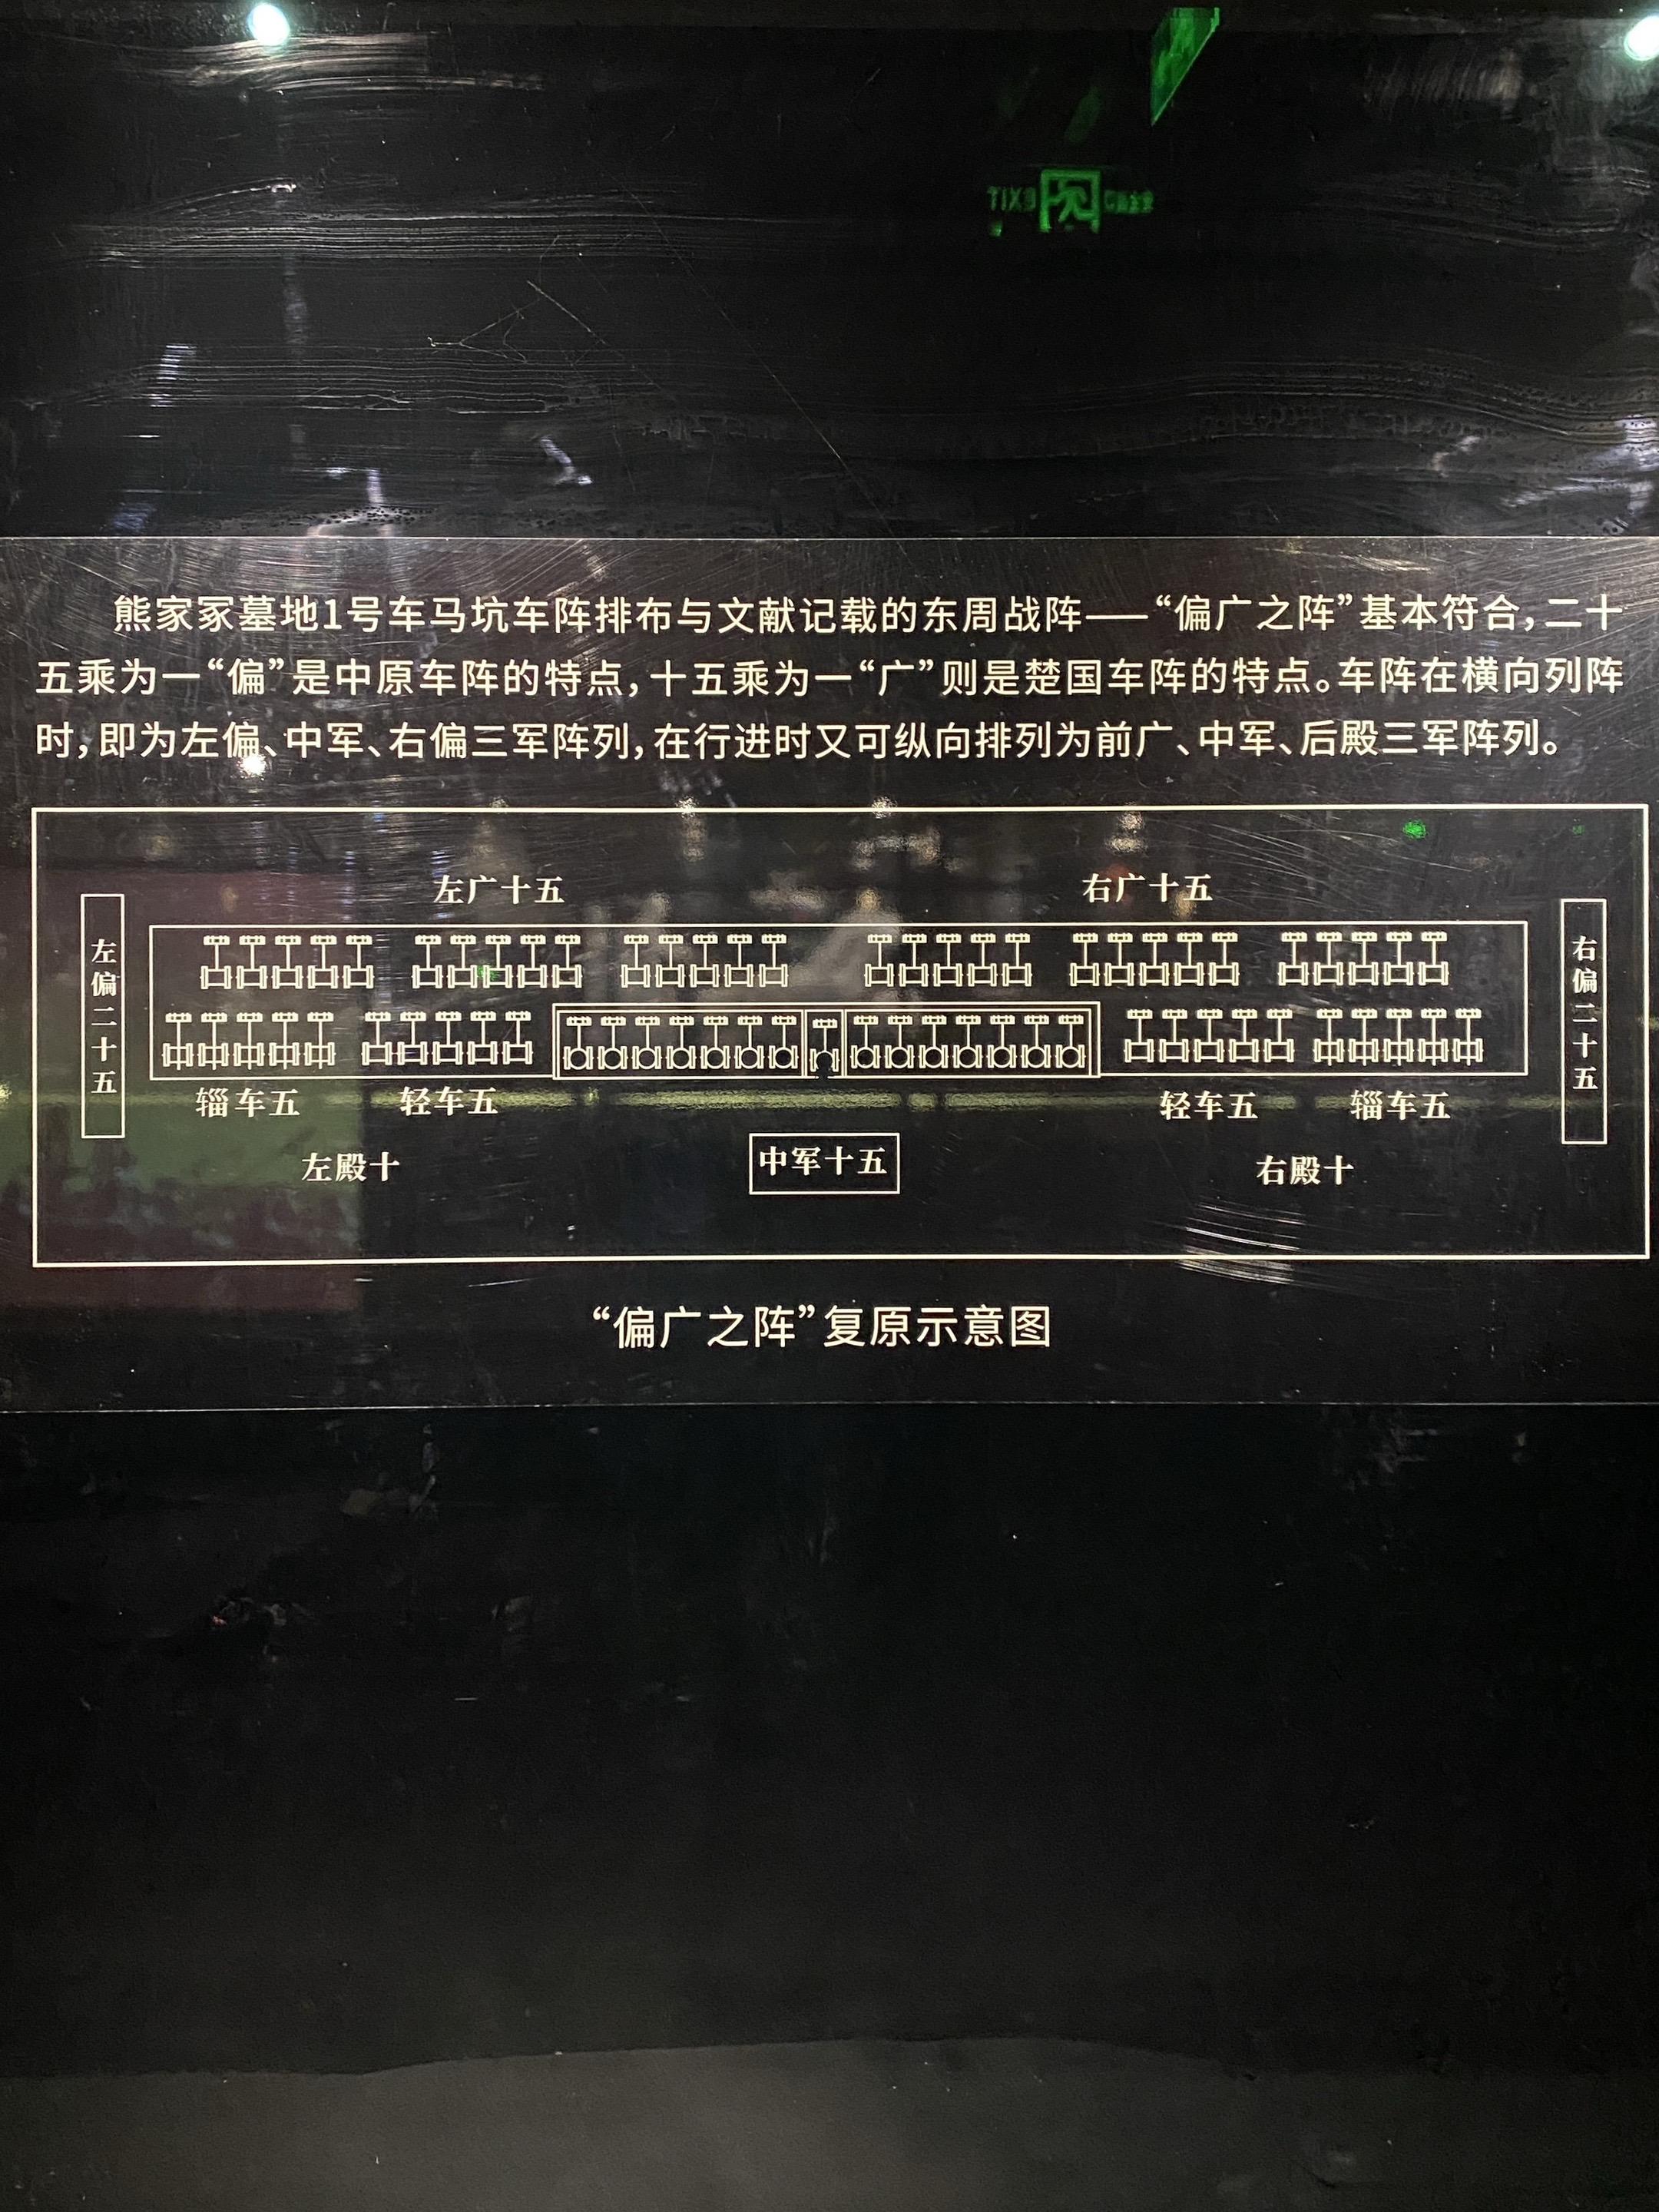 熊家冢墓地1号车马坑车阵排布与文献记载的东周战阵——“偏广之阵”基本符合，二十
五乘为一“偏”是中原车阵的特点，十五乘为一“广”则是楚国车阵的特点。车阵在横向列阵
时，即为左偏、中军、右偏三军阵列，在行进时又可纵向排列为前广、中军、后殿三军阵列。
左广十五
右广十五
左偏二十五
右偏二十五
辎车五
轻车五
轻车五
辎车五
左殿十
中军十五
右殿十
“偏广之阵”复原示意图